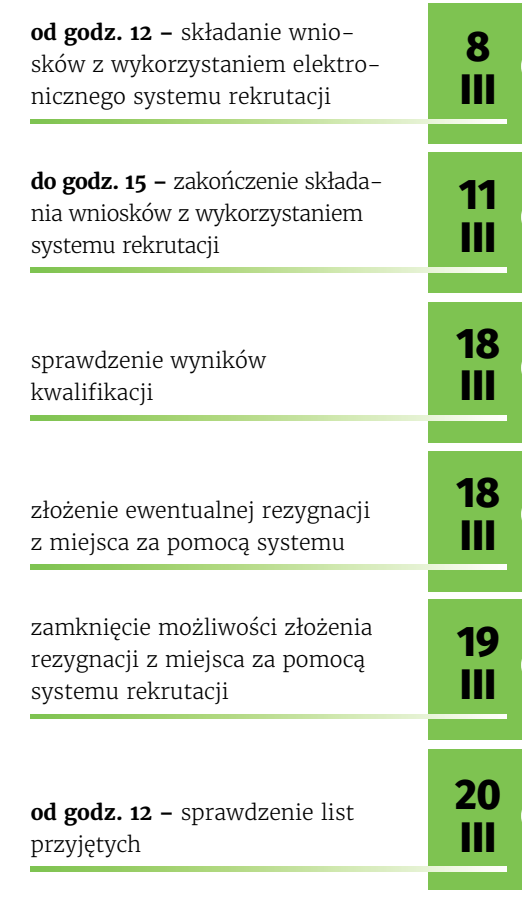 od godz. 12 – składanie wnio-
sków z wykorzystaniem elektro-
nicznego systemu rekrutacji
8
III
do godz. 15 – zakończenie składa-
nia wniosków z wykorzystaniem
systemu rekrutacji
11
III
sprawdzenie wyników
kwalifikacji
18
III
złożenie ewentualnej rezygnacji
z miejsca za pomocą systemu
18
III
zamknięcie możliwości złożenia
rezygnacji z miejsca za pomocą
systemu rekrutacji
19
III
od godz. 12 – sprawdzenie list
przyjętych
20
III